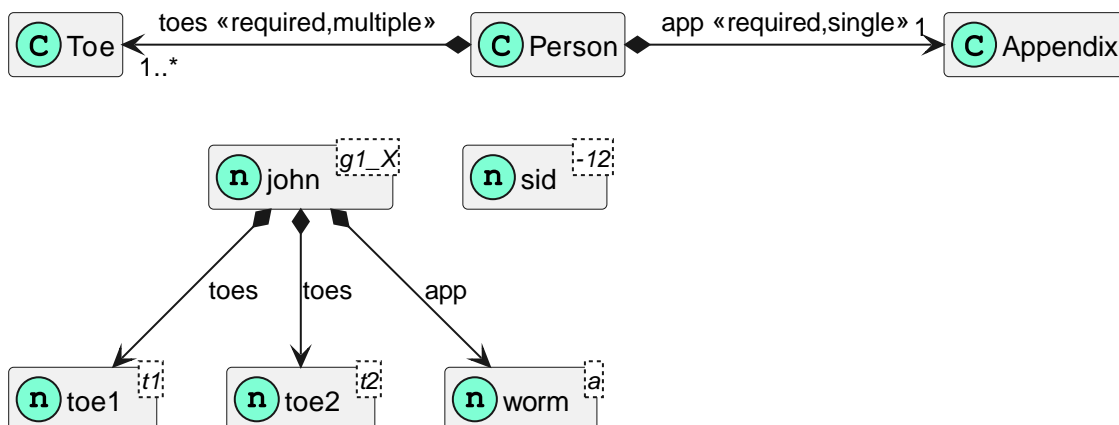 toes «required,multiple»
app «required,single»
1
C Toe
C Person
C Appendix
1..*
g1_X
-12
n john
n sid
toes
toes
app
t1
t2
a
n toe1
n toe2
n worm